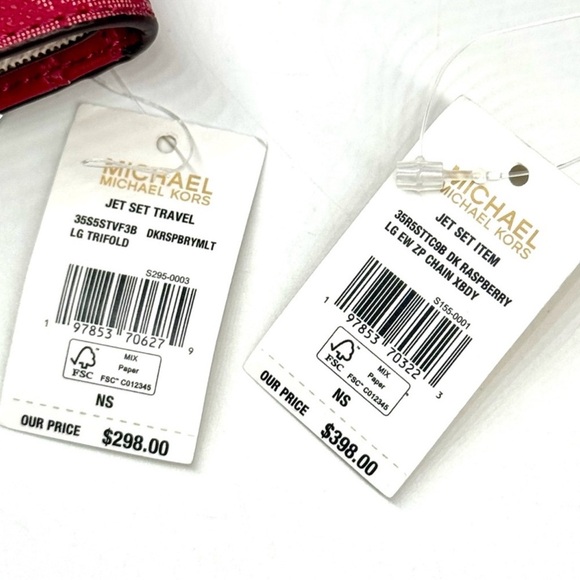 MICHAEL
MICHAEL KORS
JET SET TRAVEL
35S5STVF3B DKRSPBRYMLT
LG TRIFOLD
S295-0003
1 97853 70627 9
FSC
MIX
Paper
FSC™ C012345
NS
OUR PRICE $298.00
MICHAEL
MICHAEL KORS
JET SET ITEM
35R5STTC9B DK RASPBERRY
LG EW ZP CHAIN XBDY
S155-0001
1 97853 70322 3
FSC
MIX
Paper
FSC™ C012345
NS
OUR PRICE $398.00